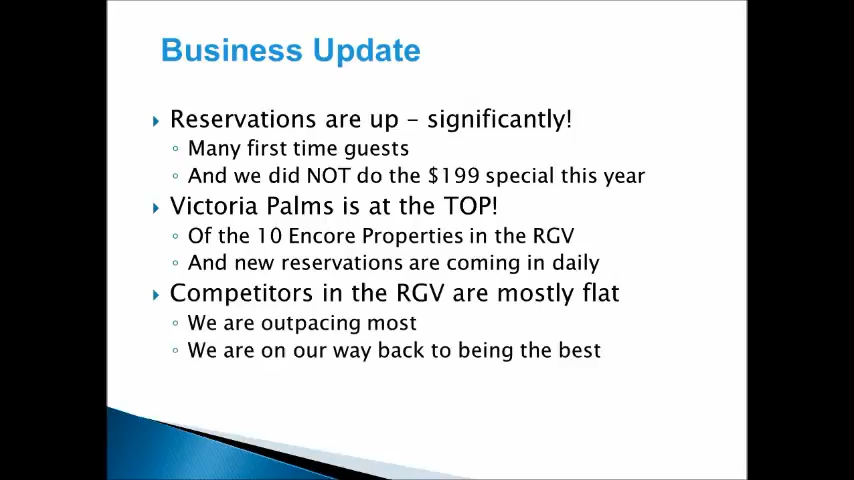 Business Update
Reservations are up – significantly!
Many first time guests
And we did NOT do the $199 special this year
Victoria Palms is at the TOP!
Of the 10 Encore Properties in the RGV
And new reservations are coming in daily
Competitors in the RGV are mostly flat
We are outpacing most
We are on our way back to being the best